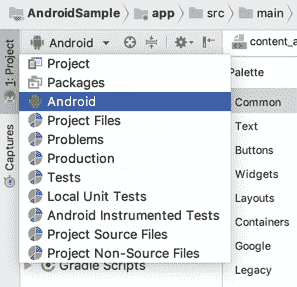 AndroidSample app src main
Android content_a
1: Project
Captures
Project
Packages
Android
Project Files
Problems
Production
Tests
Local Unit Tests
Android Instrumented Tests
Project Source Files
Project Non-Source Files
Gradle Scripts
Palette
Common
Text
Buttons
Widgets
Layouts
Containers
Google
Legacy